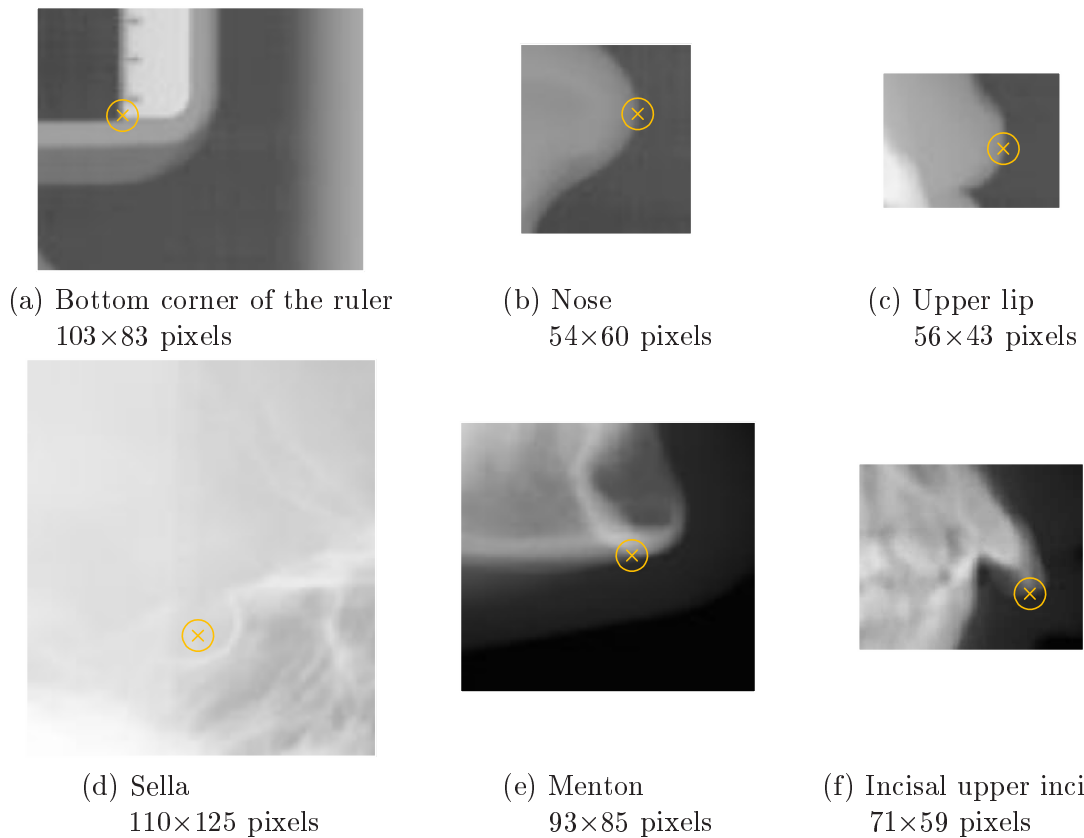 (a) Bottom corner of the ruler
103×83 pixels
(b) Nose
54×60 pixels
(c) Upper lip
56×43 pixels
(d) Sella
110×125 pixels
(e) Menton
93×85 pixels
(f) Incisal upper inci
71×59 pixels